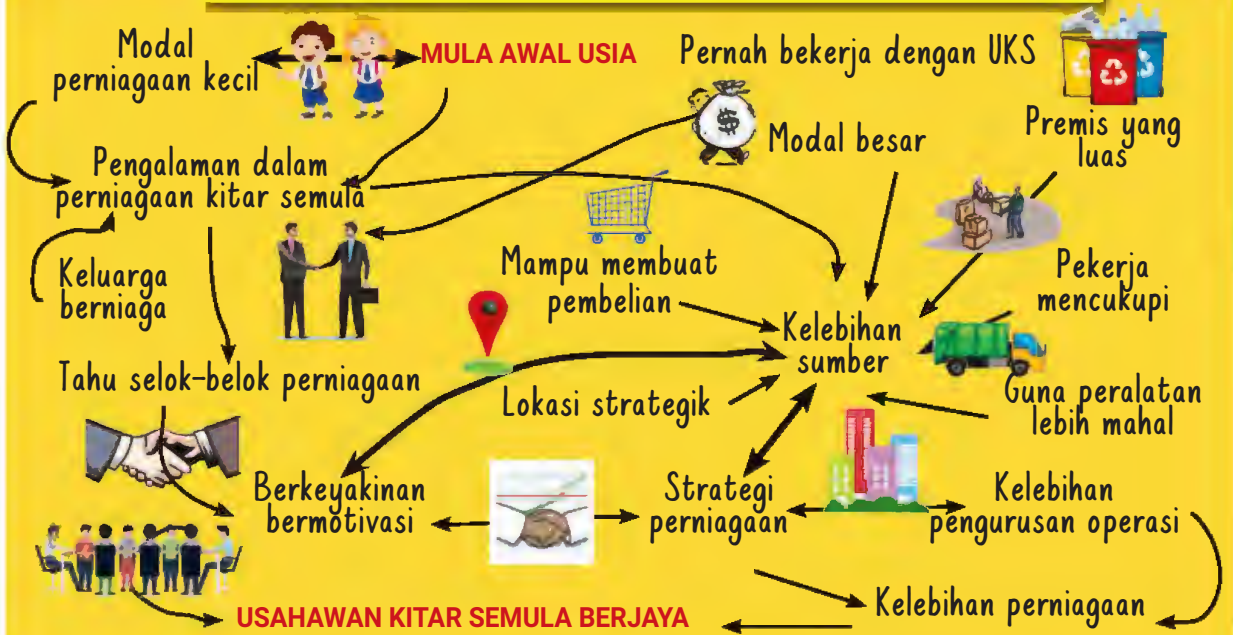 Modal
perniagaan kecil
MULA AWAL USIA
Pernah bekerja dengan UKS
$
Modal besar
Premis yang
luas
Pengalaman dalam
perniagaan kitar semula
Keluarga
berniaga
Mampu membuat
pembelian
Pekerja
mencukupi
Kelebihan
sumber
Tahu selok-belok perniagaan
Lokasi strategik
Guna peralatan
lebih mahal
Berkeyakinan
bermotivasi
Strategi
perniagaan
Kelebihan
pengurusan operasi
Kelebihan perniagaan
USAHAWAN KITAR SEMULA BERJAYA